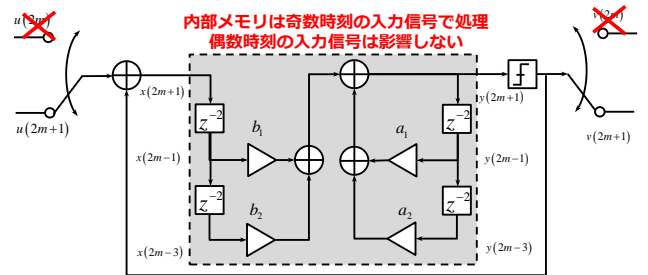 内部メモリは奇数時刻の入力信号で処理
偶数時刻の入力信号は影響しない
u(2m)
v(2m)
x(2m+1)
y(2m+1)
u(2m+1)
v(2m+1)
z⁻²
b₁
a₁
z⁻²
x(2m−1)
y(2m−1)
z⁻²
b₂
a₂
z⁻²
x(2m−3)
y(2m−3)